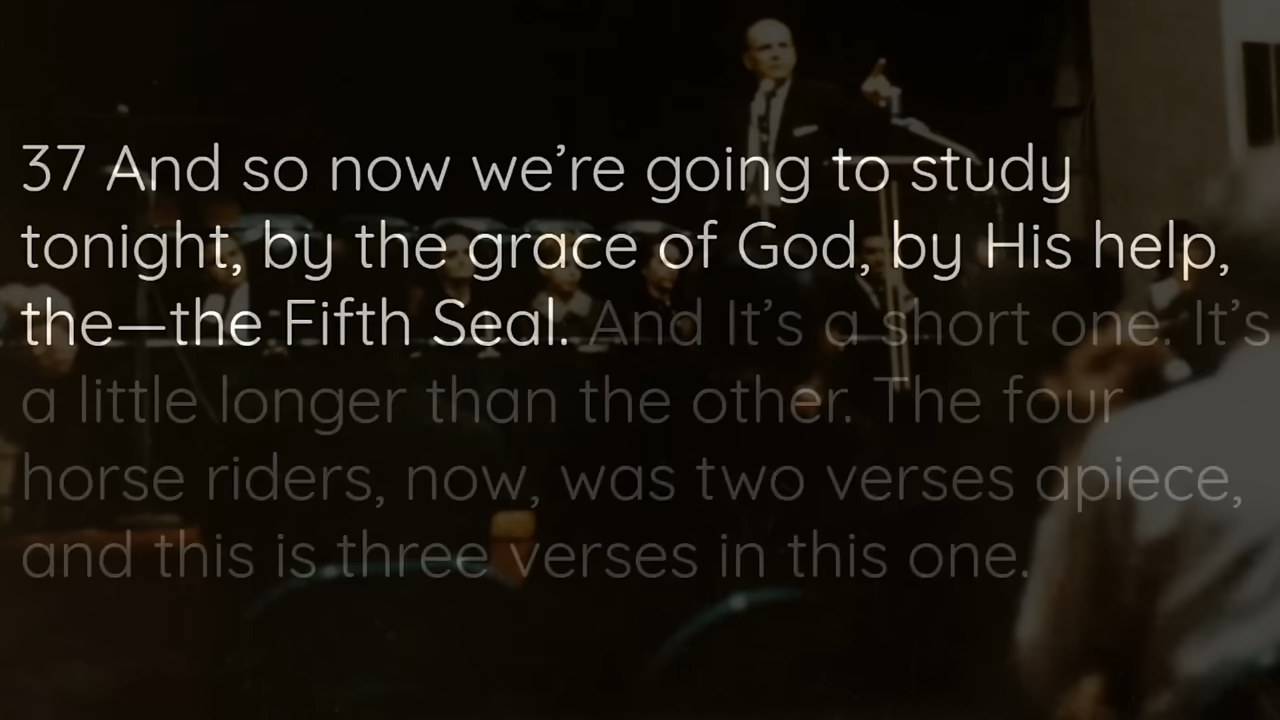 37 And so now we’re going to study
tonight, by the grace of God, by His help,
the—the Fifth Seal. And It’s a short one. It’s
a little longer than the other. The four
horse riders, now, was two verses apiece,
and this is three verses in this one.